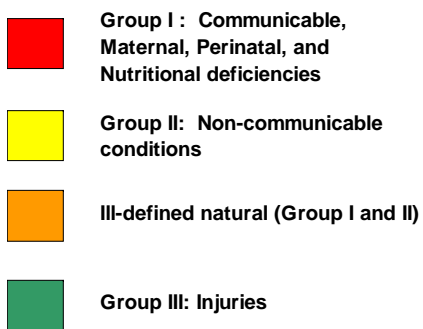 Group I :  Communicable,
Maternal, Perinatal, and
Nutritional deficiencies
Group II:  Non-communicable
conditions
Ill-defined natural (Group I and II)
Group III: Injuries